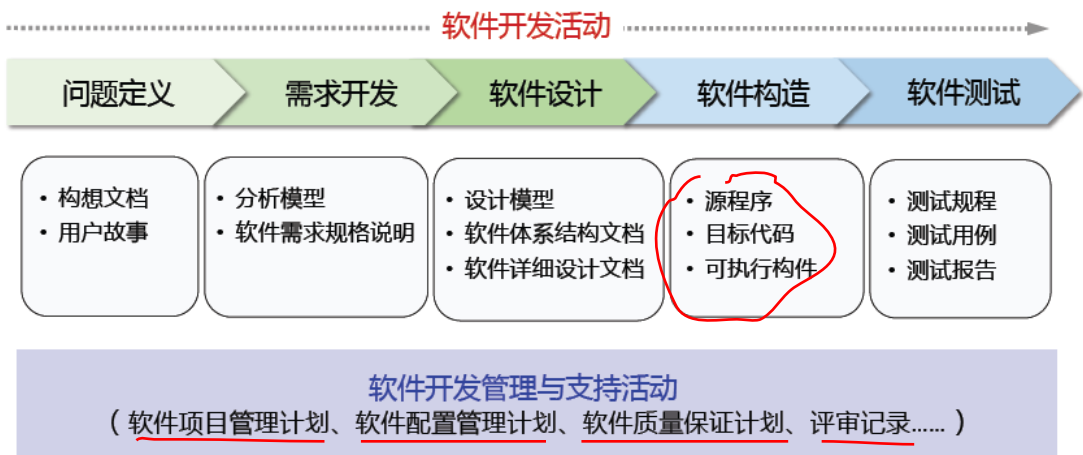 软件开发活动
问题定义
需求开发
软件设计
软件构造
软件测试
• 构想文档
• 用户故事
• 分析模型
• 软件需求规格说明
• 设计模型
• 软件体系结构文档
• 软件详细设计文档
• 源程序
• 目标代码
• 可执行构件
• 测试规程
• 测试用例
• 测试报告
软件开发管理与支持活动
（软件项目管理计划、软件配置管理计划、软件质量保证计划、评审记录……）